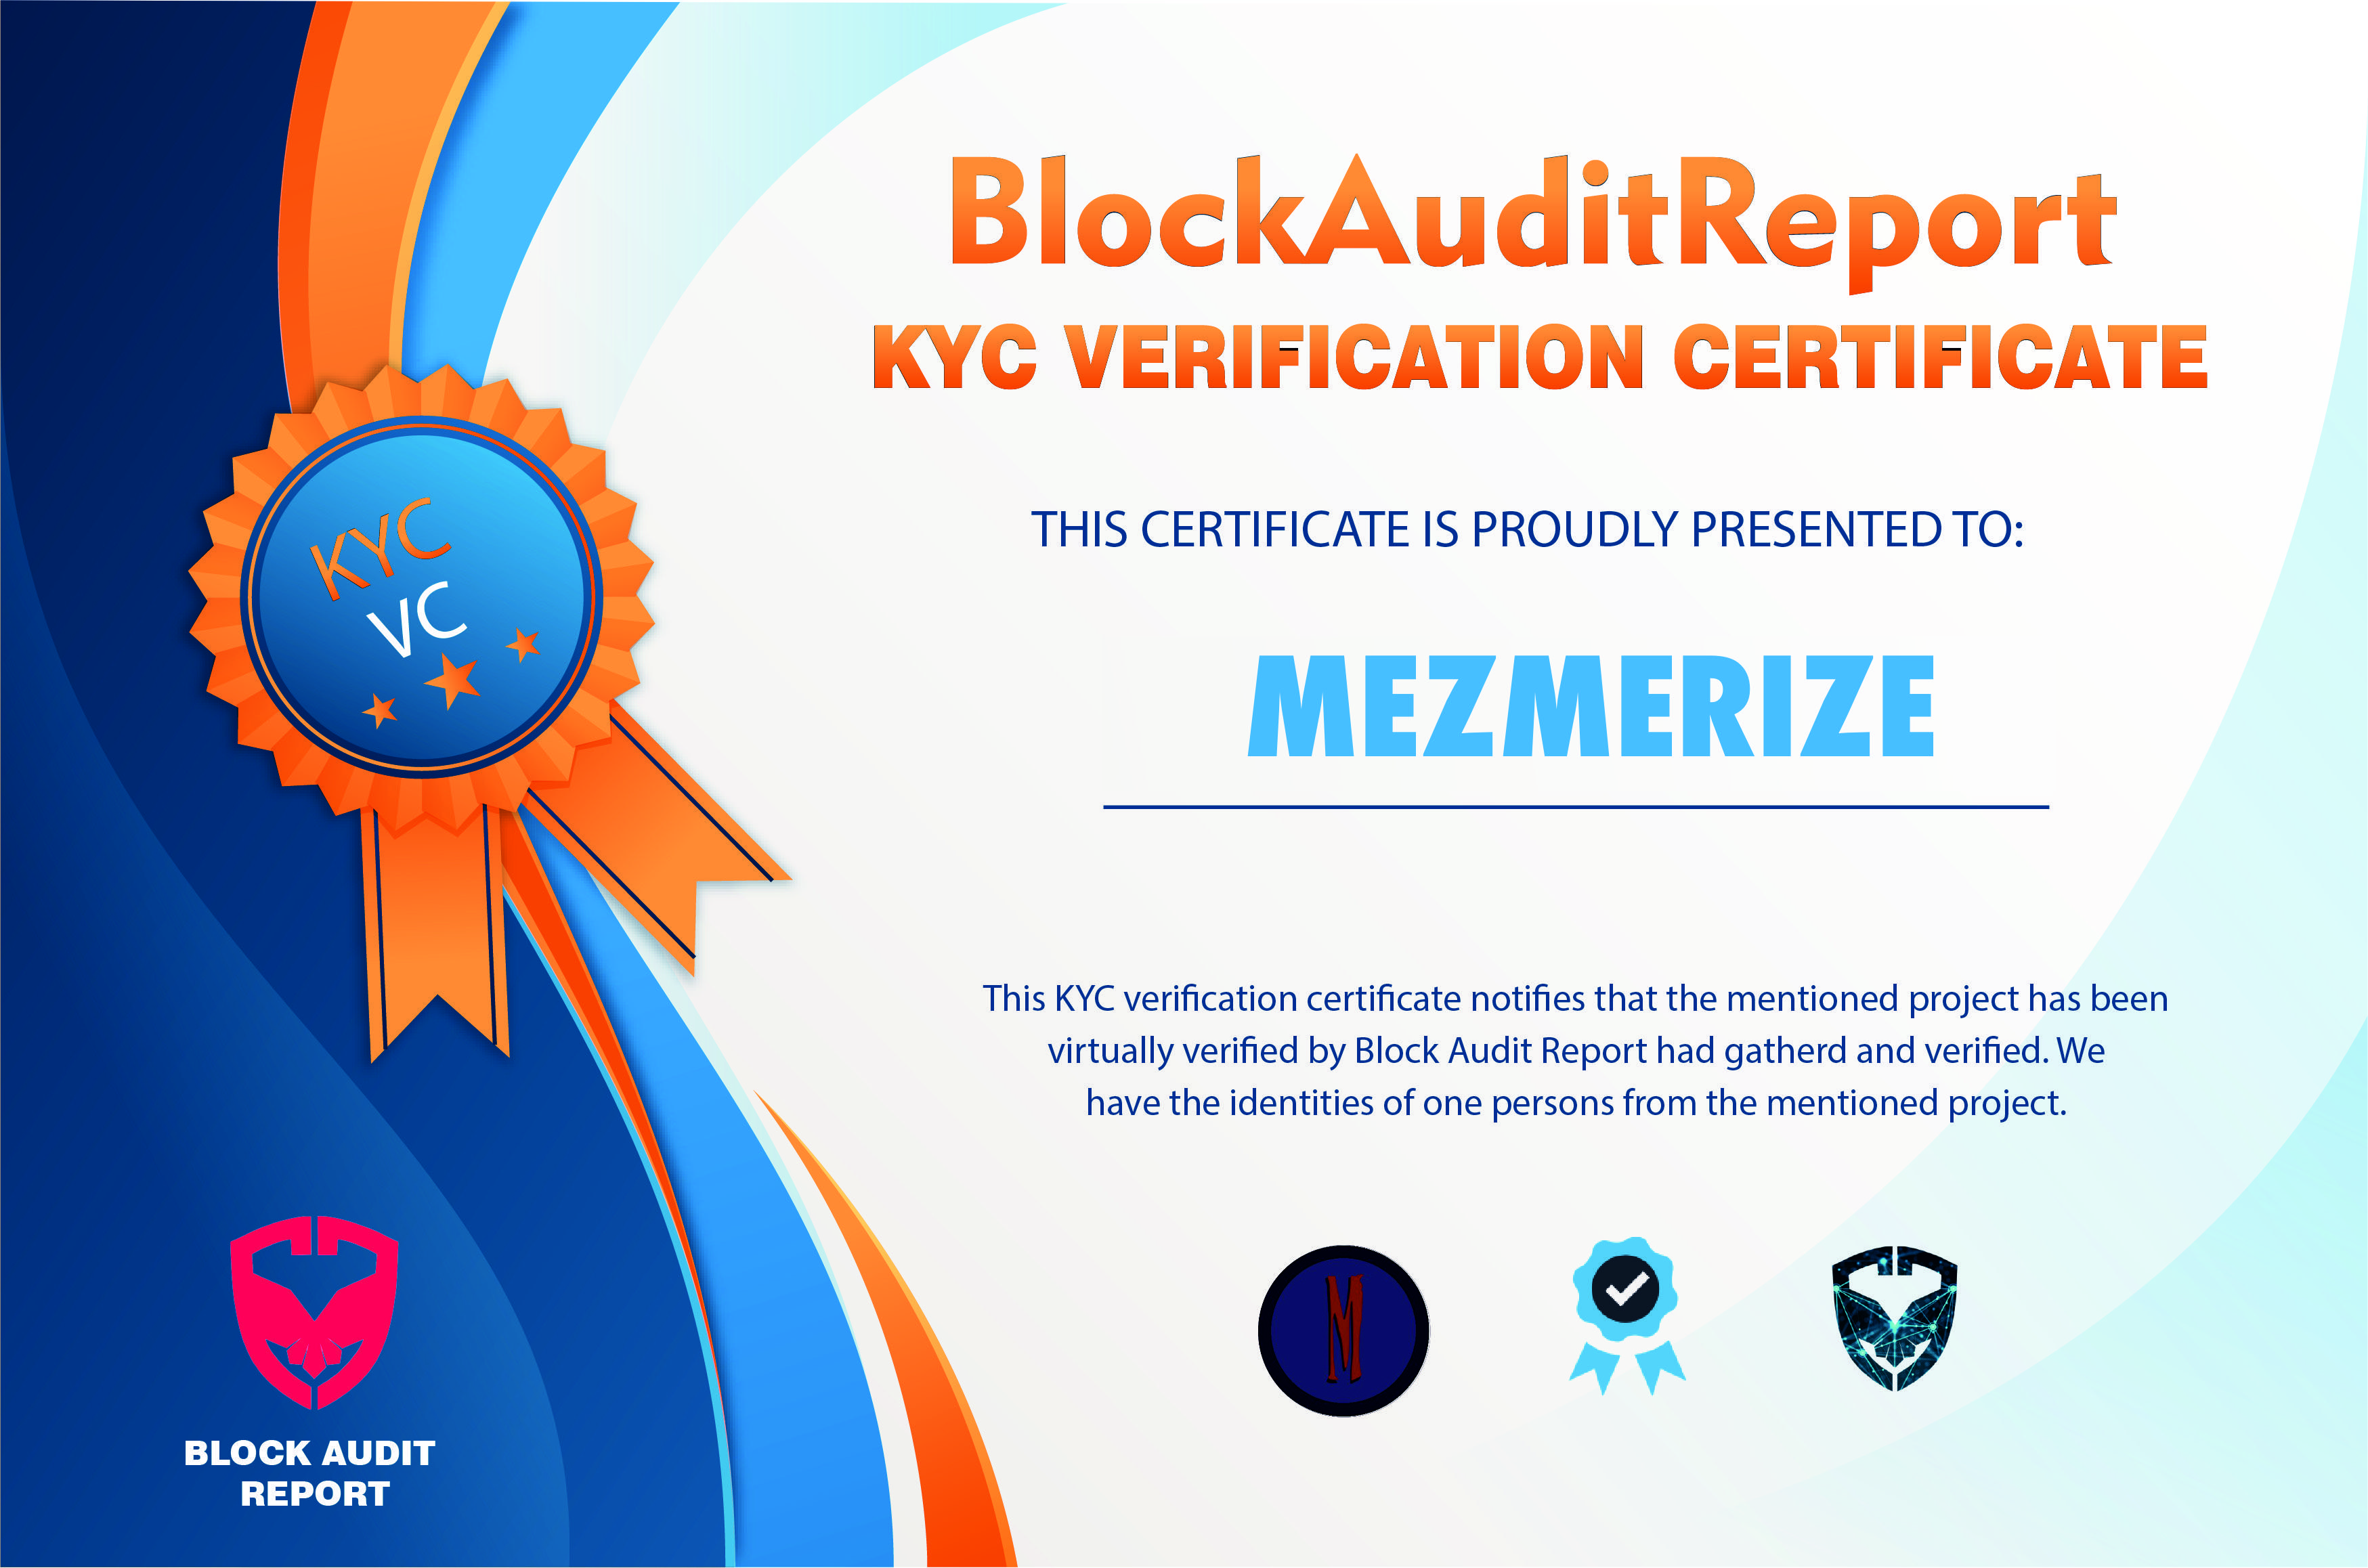 BlockAuditReport
KYC VERIFICATION CERTIFICATE
THIS CERTIFICATE IS PROUDLY PRESENTED TO:
KYC
VC
MEZMERIZE
This KYC verification certificate notifies that the mentioned project has been
virtually verified by Block Audit Report had gatherd and verified. We
have the identities of one persons from the mentioned project.
M
BLOCK AUDIT
REPORT